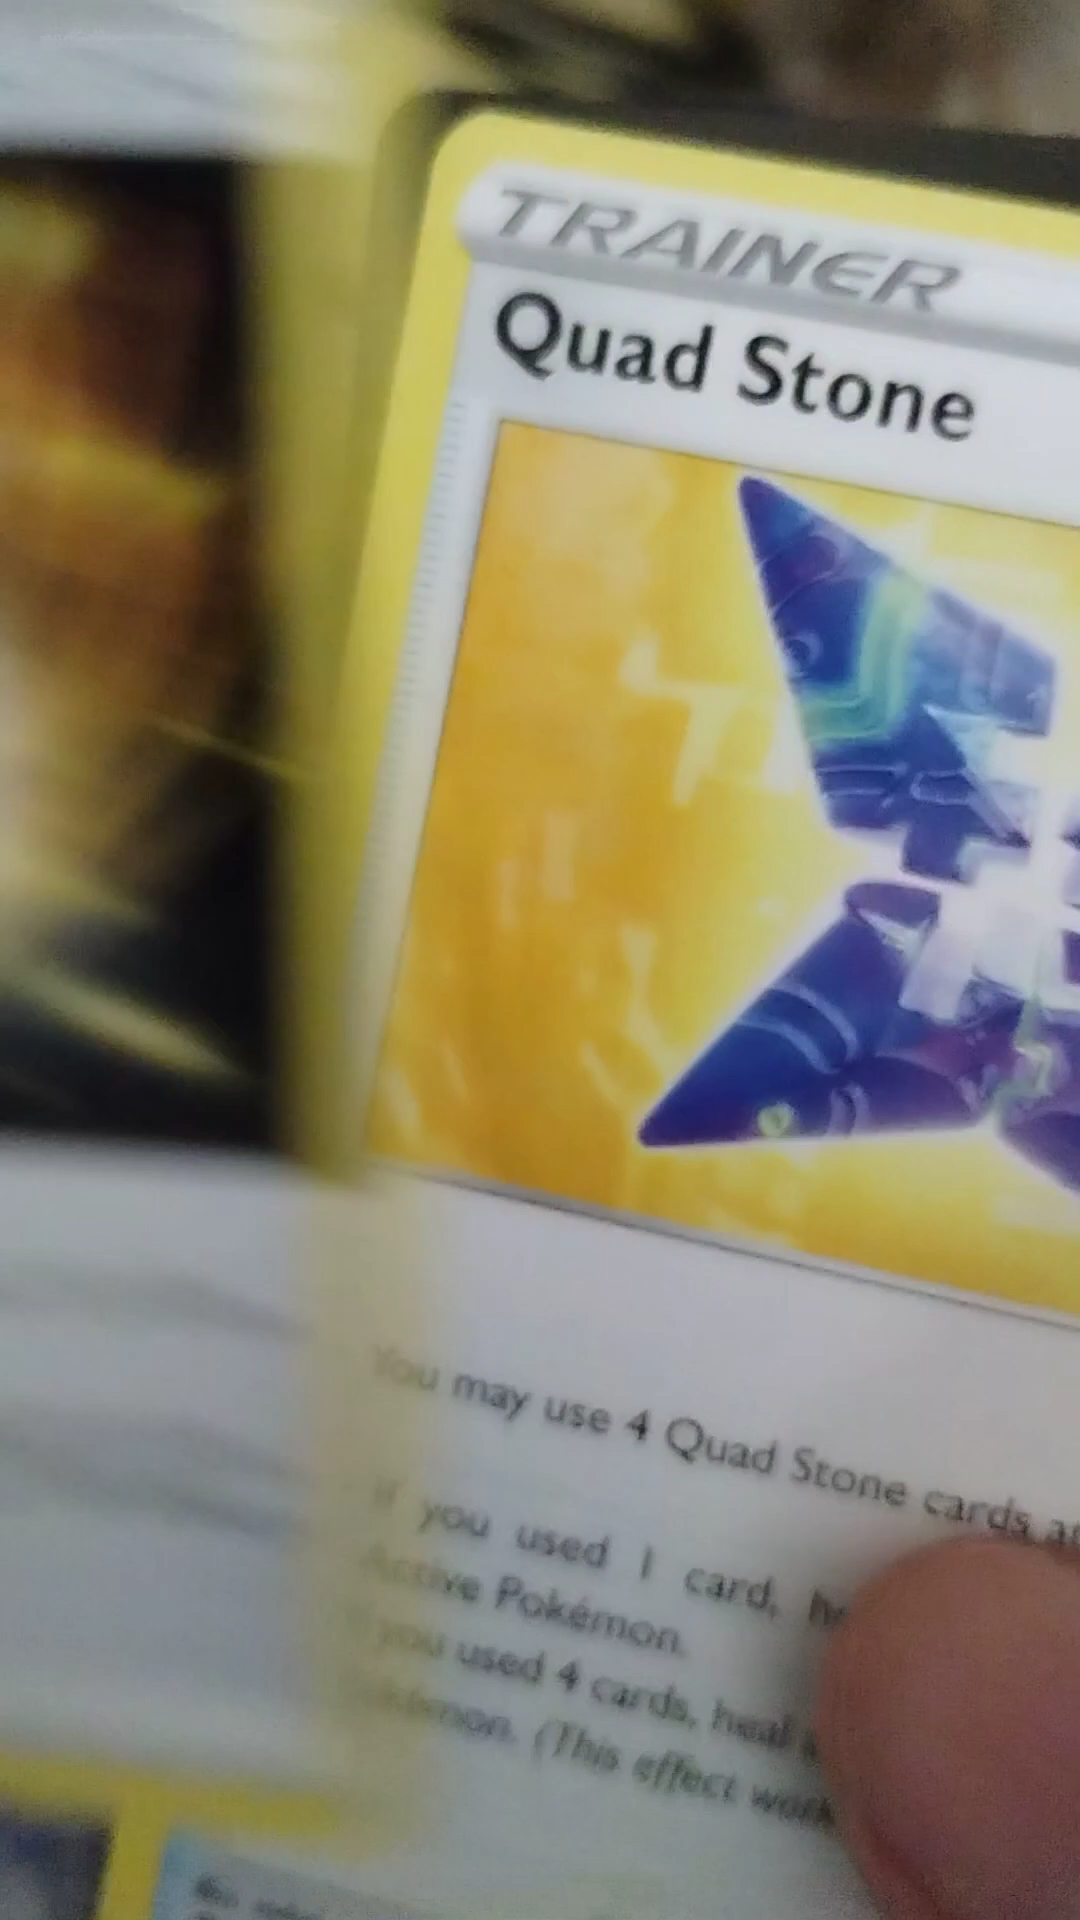 TRAINER
Quad Stone
You may use 4 Quad Stone cards at
If you used 1 card,
Active Pokémon.
you used 4 cards, heal
(This effect work